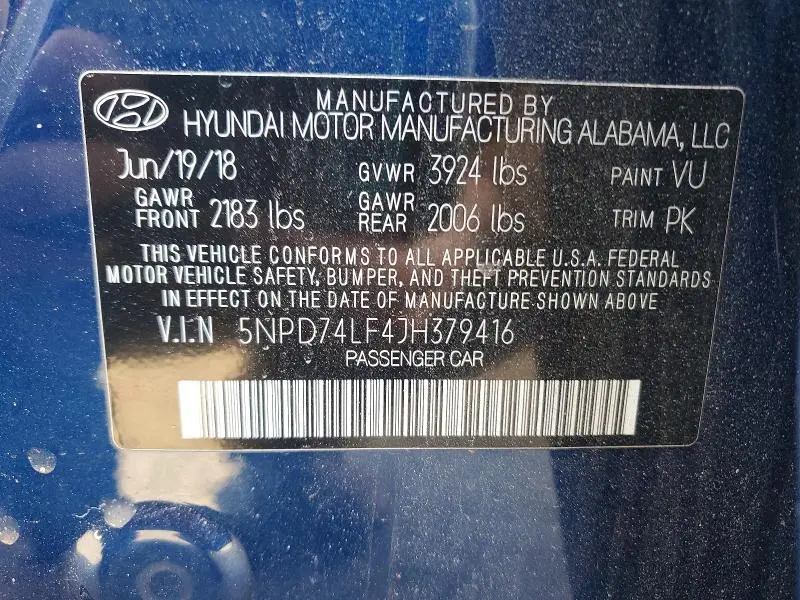 MANUFACTURED BY
HYUNDAI MOTOR MANUFACTURING ALABAMA, LLC
Jun/19/18 GVWR 3924 lbs PAINT VU
GAWR FRONT 2183 lbs GAWR REAR 2006 lbs TRIM PK
THIS VEHICLE CONFORMS TO ALL APPLICABLE U.S.A. FEDERAL
MOTOR VEHICLE SAFETY, BUMPER, AND THEFT PREVENTION STANDARDS
IN EFFECT ON THE DATE OF MANUFACTURE SHOWN ABOVE
V.I.N 5NPD74LF4JH379416
PASSENGER CAR